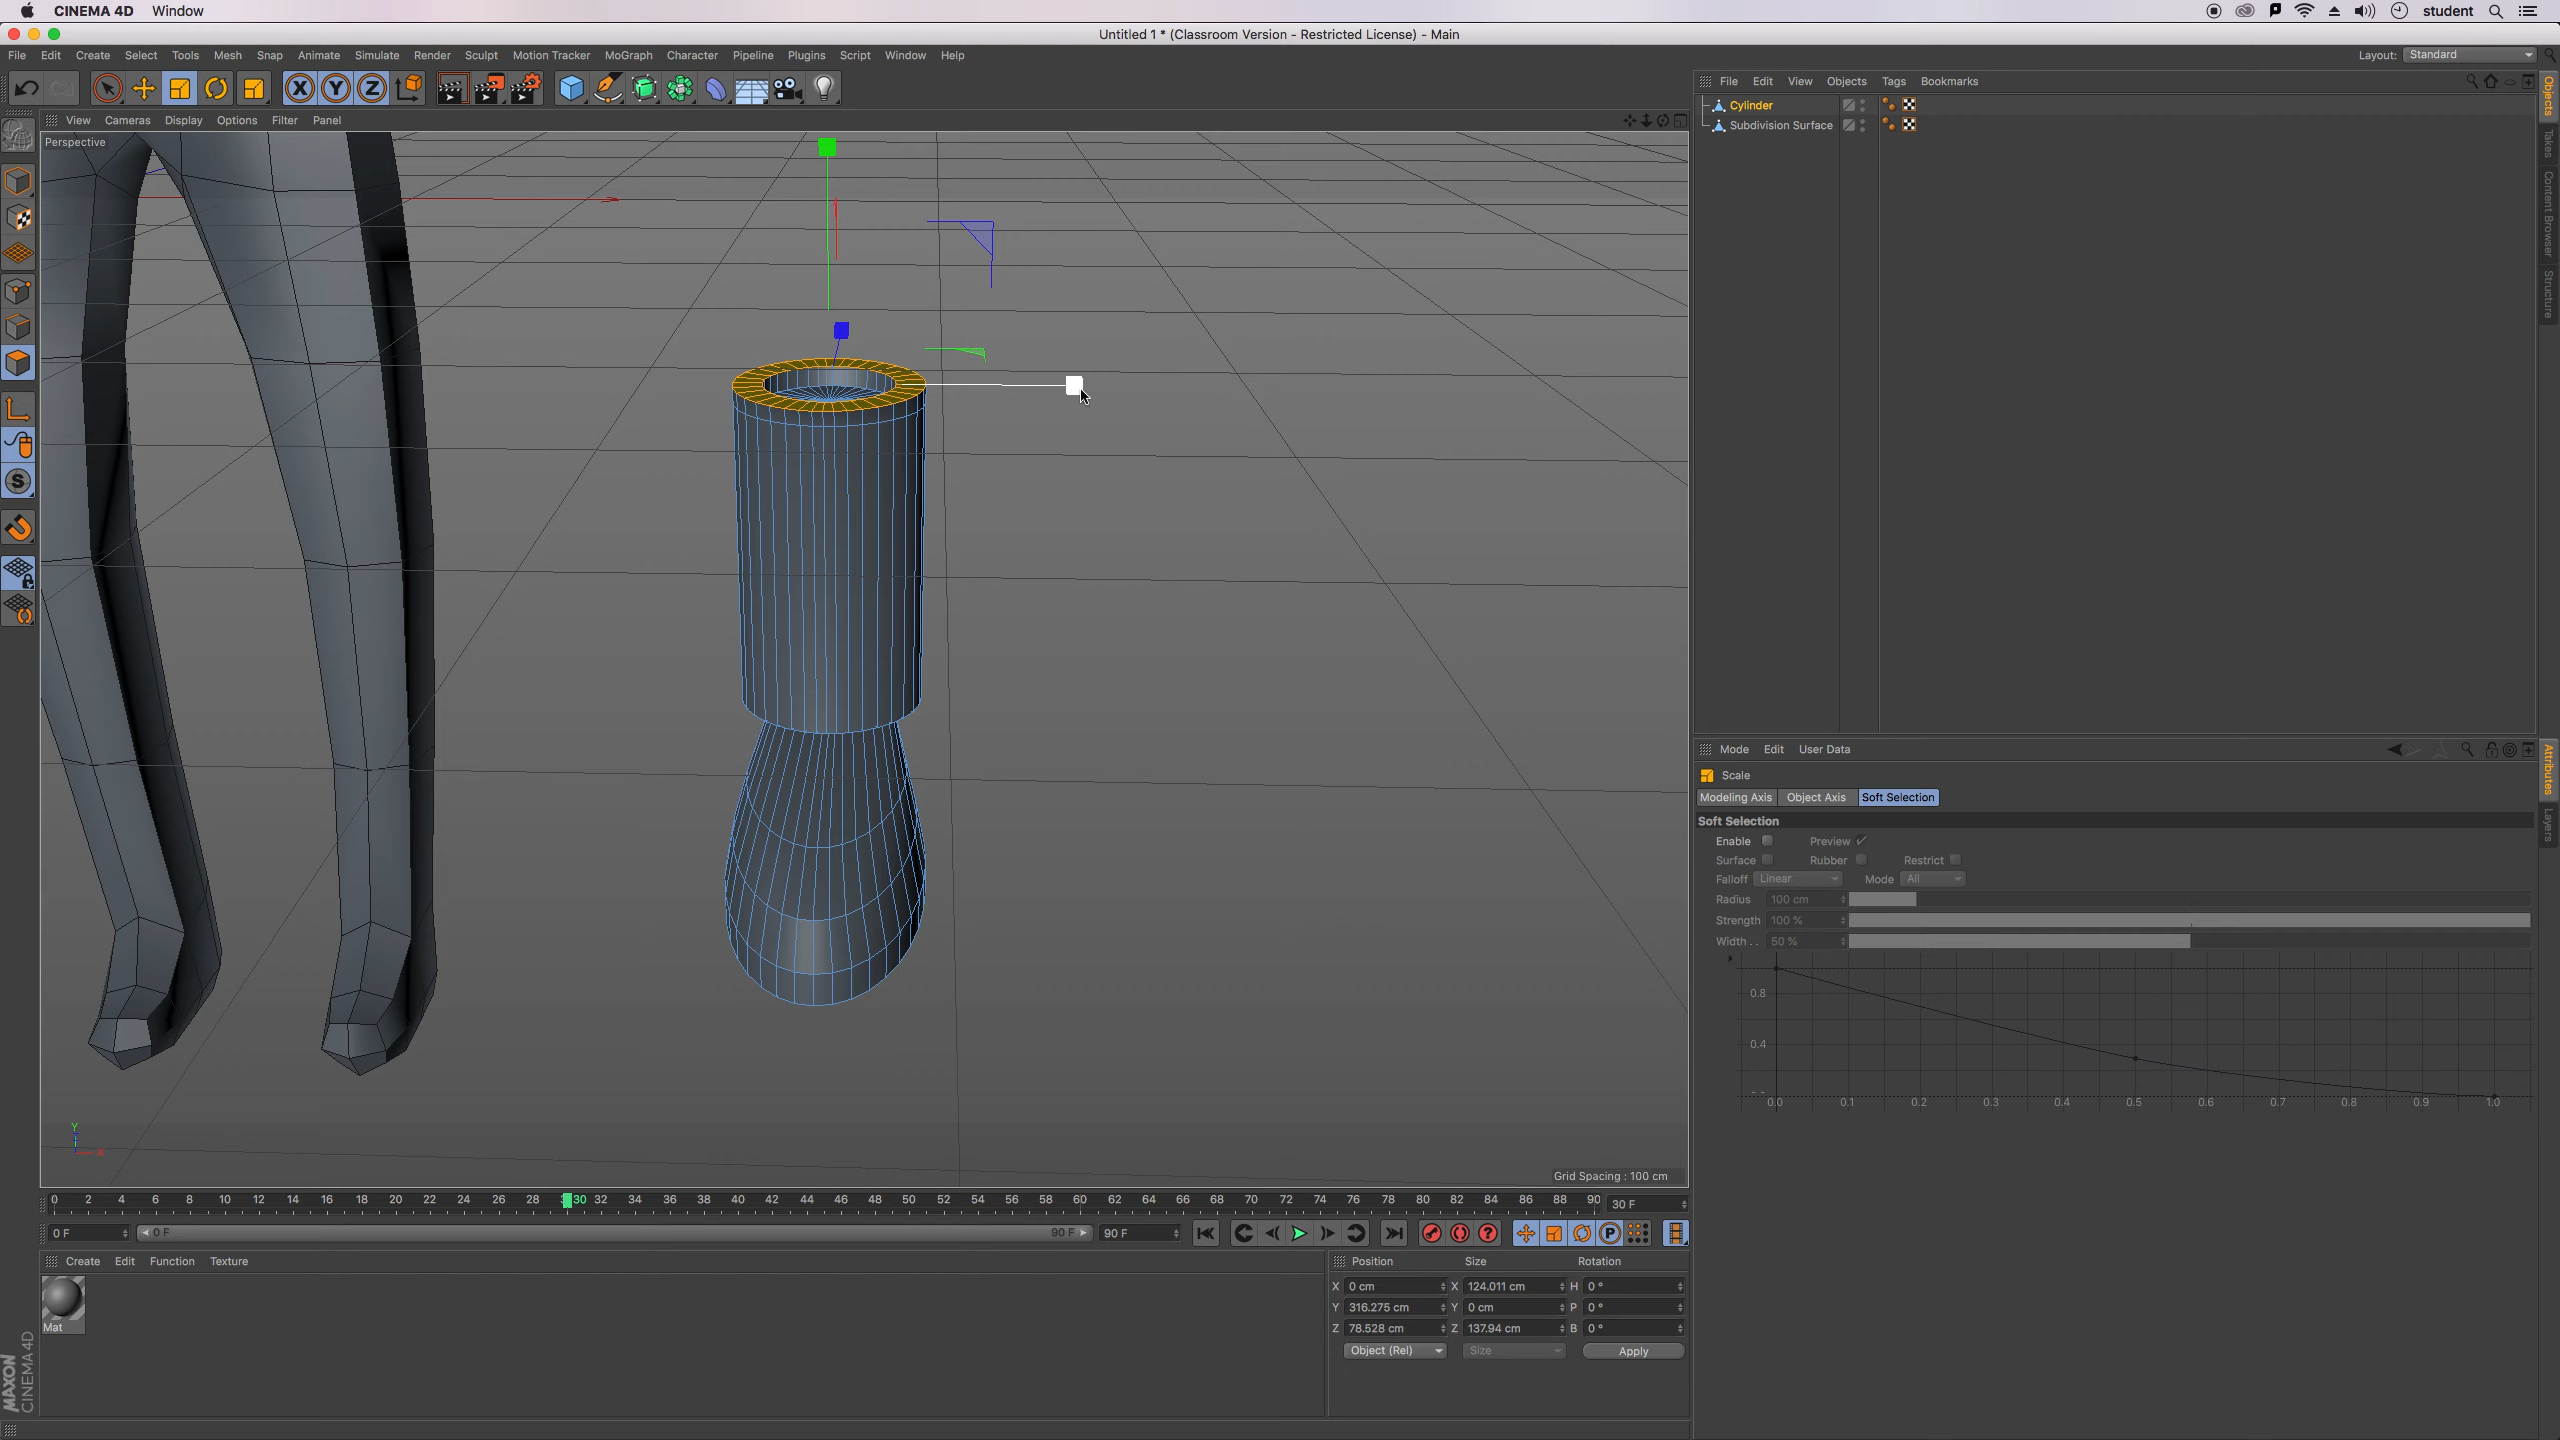 CINEMA 4D Window student
Untitled 1 * (Classroom Version - Restricted License) - Main
File Edit Create Select Tools Mesh Snap Animate Simulate Render Sculpt Motion Tracker MoGraph Character Pipeline Plugins Script Window Help Layout: Standard
X Y Z
File Edit View Objects Tags Bookmarks
Cylinder
Subdivision Surface
View Cameras Display Options Filter Panel
Perspective
Objects
Takes
Content Browser
Structure
Mode Edit User Data
Scale
Modeling Axis Object Axis Soft Selection
Soft Selection
Enable Preview
Surface Rubber Restrict
Falloff Linear Mode All
Radius 100 cm
Strength 100 %
Width . . 50 %
0.8
0.4
0.0 0.1 0.2 0.3 0.4 0.5 0.6 0.7 0.8 0.9 1.0
Attributes
Layers
Y
X
Grid Spacing : 100 cm
0 2 4 6 8 10 12 14 16 18 20 22 24 26 28 30 32 34 36 38 40 42 44 46 48 50 52 54 56 58 60 62 64 66 68 70 72 74 76 78 80 82 84 86 88 90 30 F
0 F 0 F 90 F 90 F
Create Edit Function Texture
Mat
Position Size Rotation
X 0 cm X 124.011 cm H 0 °
Y 316.275 cm Y 0 cm P 0 °
Z 78.528 cm Z 137.94 cm B 0 °
Object (Rel) Size Apply
MAXON
CINEMA 4D